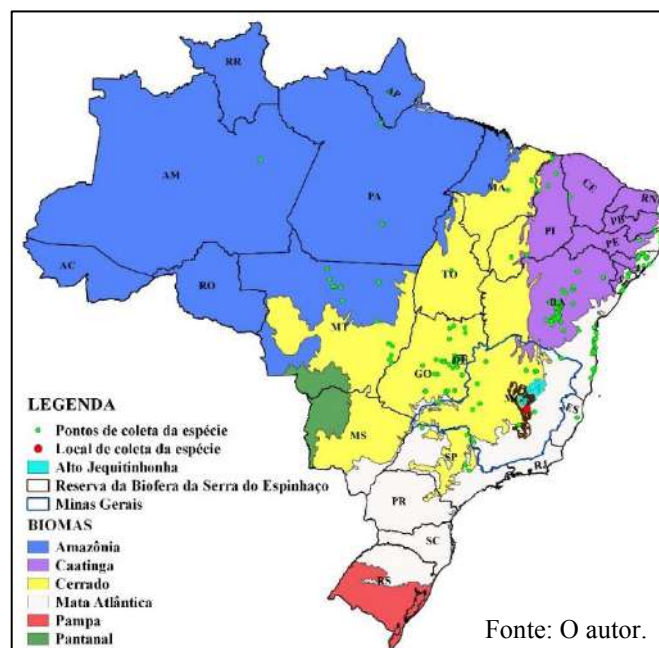 RR
AP
AM
PA
MA
CE
RN
PB
PE
PI
AC
RO
TO
BA
MT
GO
DF
MS
ES
SP
RJ
PR
SC
RS
LEGENDA
Pontos de coleta da espécie
Local de coleta da espécie
Alto Jequitinhonha
Reserva da Biofera da Serra do Espinhaço
Minas Gerais
BIOMAS
Amazônia
Caatinga
Cerrado
Mata Atlântica
Pampa
Pantanal
Fonte: O autor.